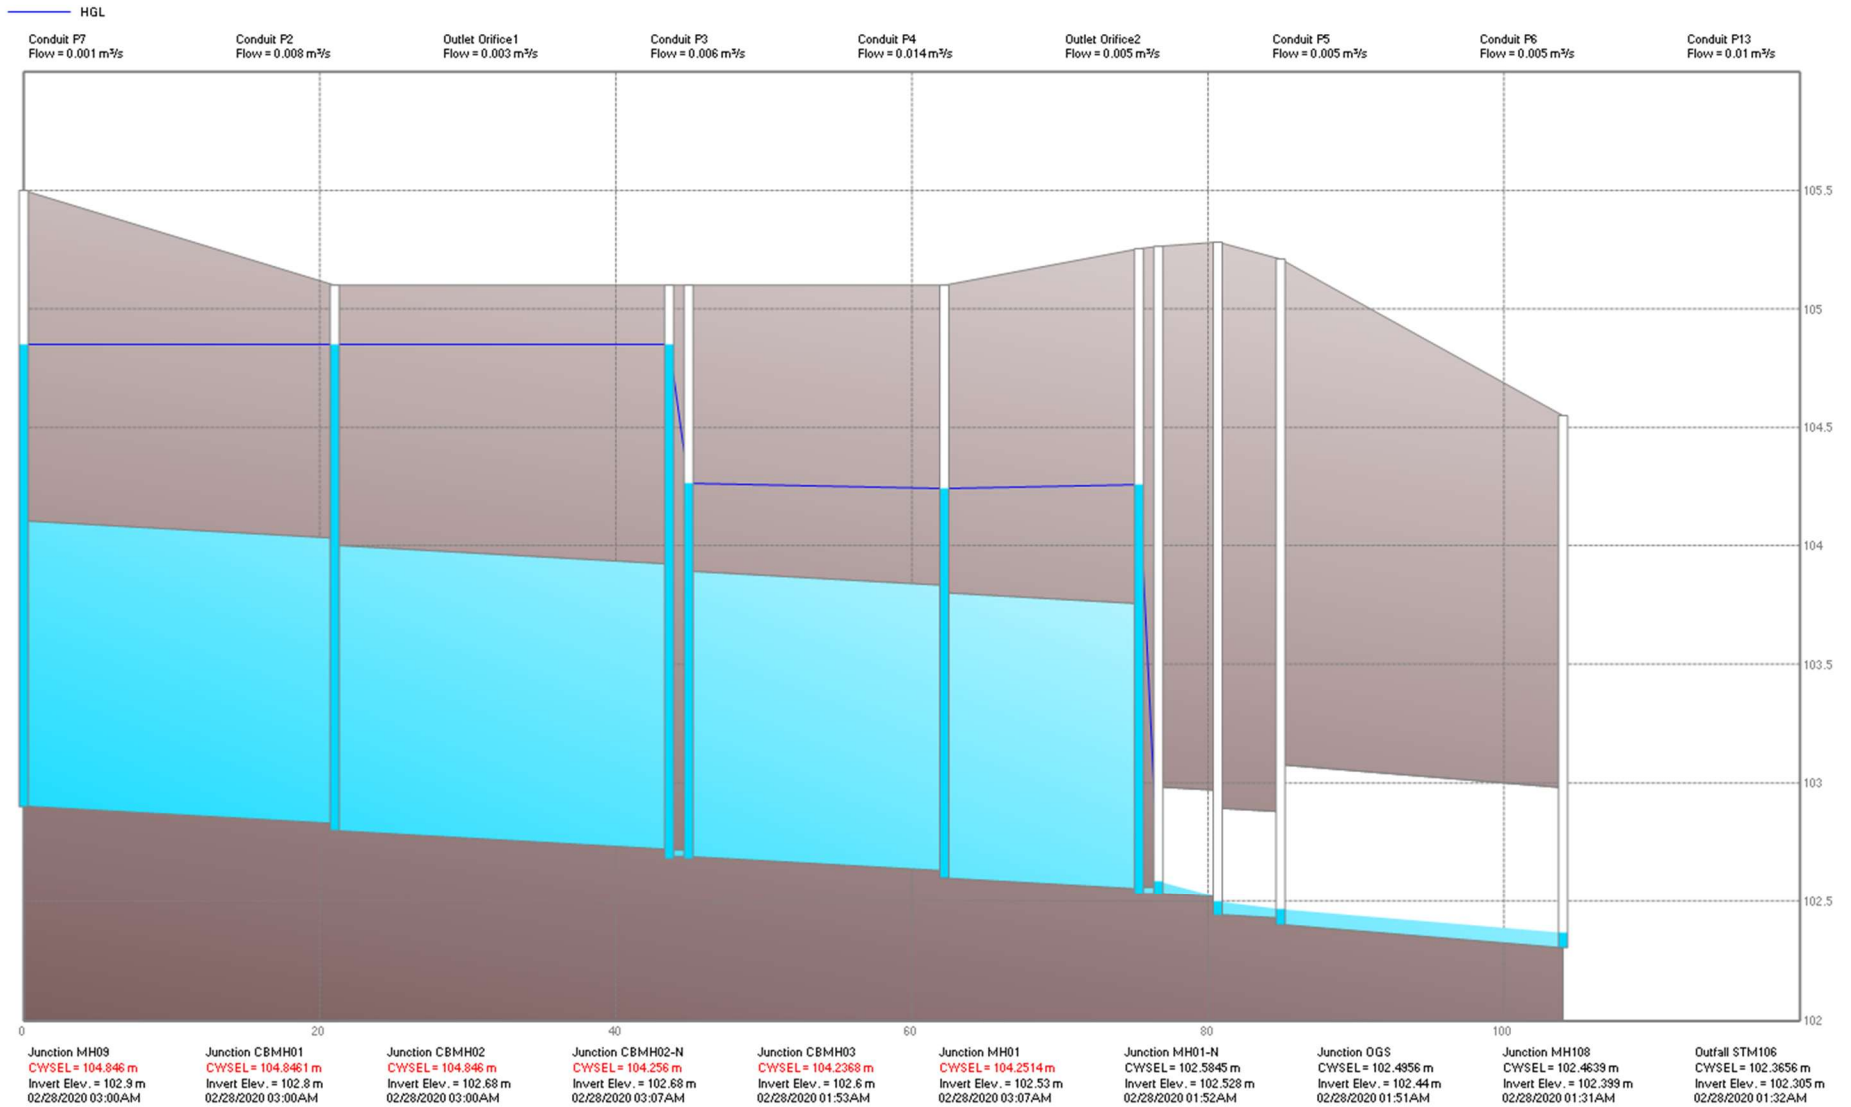 HGL
Conduit P7
Flow = 0.001 m³/s
Conduit P2
Flow = 0.008 m³/s
Outlet Orifice1
Flow = 0.003 m³/s
Conduit P3
Flow = 0.006 m³/s
Conduit P4
Flow = 0.014 m³/s
Outlet Orifice2
Flow = 0.005 m³/s
Conduit P5
Flow = 0.005 m³/s
Conduit P6
Flow = 0.005 m³/s
Conduit P13
Flow = 0.01 m³/s
105.5
105
104.5
104
103.5
103
102.5
102
0
20
40
60
80
100
Junction MH09
CWSEL = 104.846 m
Invert Elev. = 102.9 m
02/28/2020 03:00AM
Junction CBMH01
CWSEL = 104.8461 m
Invert Elev. = 102.8 m
02/28/2020 03:00AM
Junction CBMH02
CWSEL = 104.846 m
Invert Elev. = 102.68 m
02/28/2020 03:00AM
Junction CBMH02-N
CWSEL = 104.256 m
Invert Elev. = 102.68 m
02/28/2020 03:07AM
Junction CBMH03
CWSEL = 104.2368 m
Invert Elev. = 102.6 m
02/28/2020 01:53AM
Junction MH01
CWSEL = 104.2514 m
Invert Elev. = 102.53 m
02/28/2020 03:07AM
Junction MH01-N
CWSEL = 102.5845 m
Invert Elev. = 102.528 m
02/28/2020 01:52AM
Junction OGS
CWSEL = 102.4956 m
Invert Elev. = 102.44 m
02/28/2020 01:51AM
Junction MH108
CWSEL = 102.4639 m
Invert Elev. = 102.399 m
02/28/2020 01:31AM
Outfall STM106
CWSEL = 102.3656 m
Invert Elev. = 102.305 m
02/28/2020 01:32AM